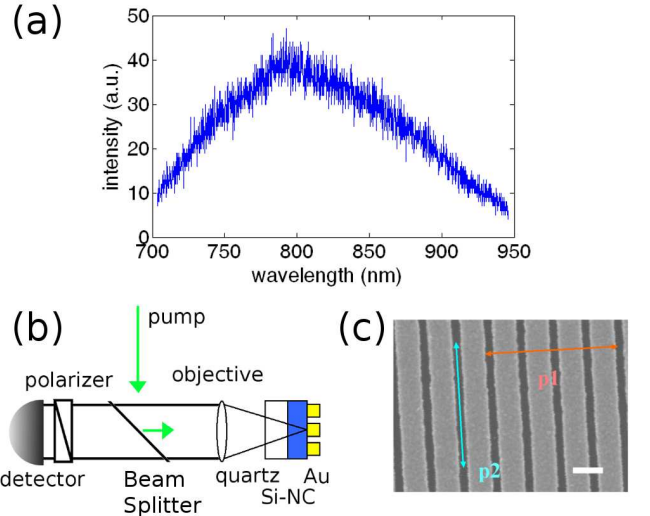 (a)
50
40
30
20
10
0
intensity (a.u.)
700 750 800 850 900 950
wavelength (nm)
(b)
pump
polarizer
objective
detector
Beam
Splitter
quartz
Si-NC
Au
(c)
p1
p2